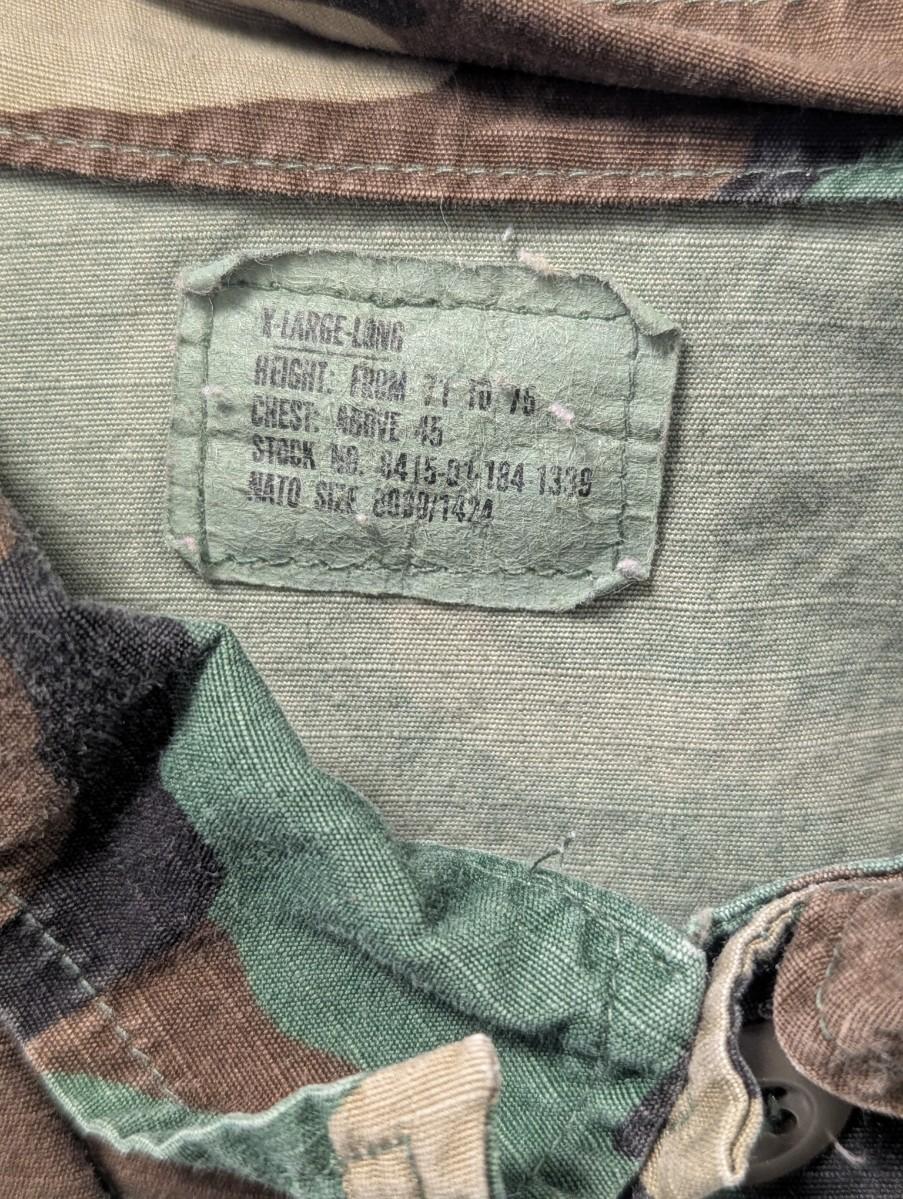 X-LARGE-LONG
HEIGHT: FROM 71 TO 75
CHEST: ABOVE 45
STOCK NO. 8415-01-184 1339
NATO SIZE 8090/1424